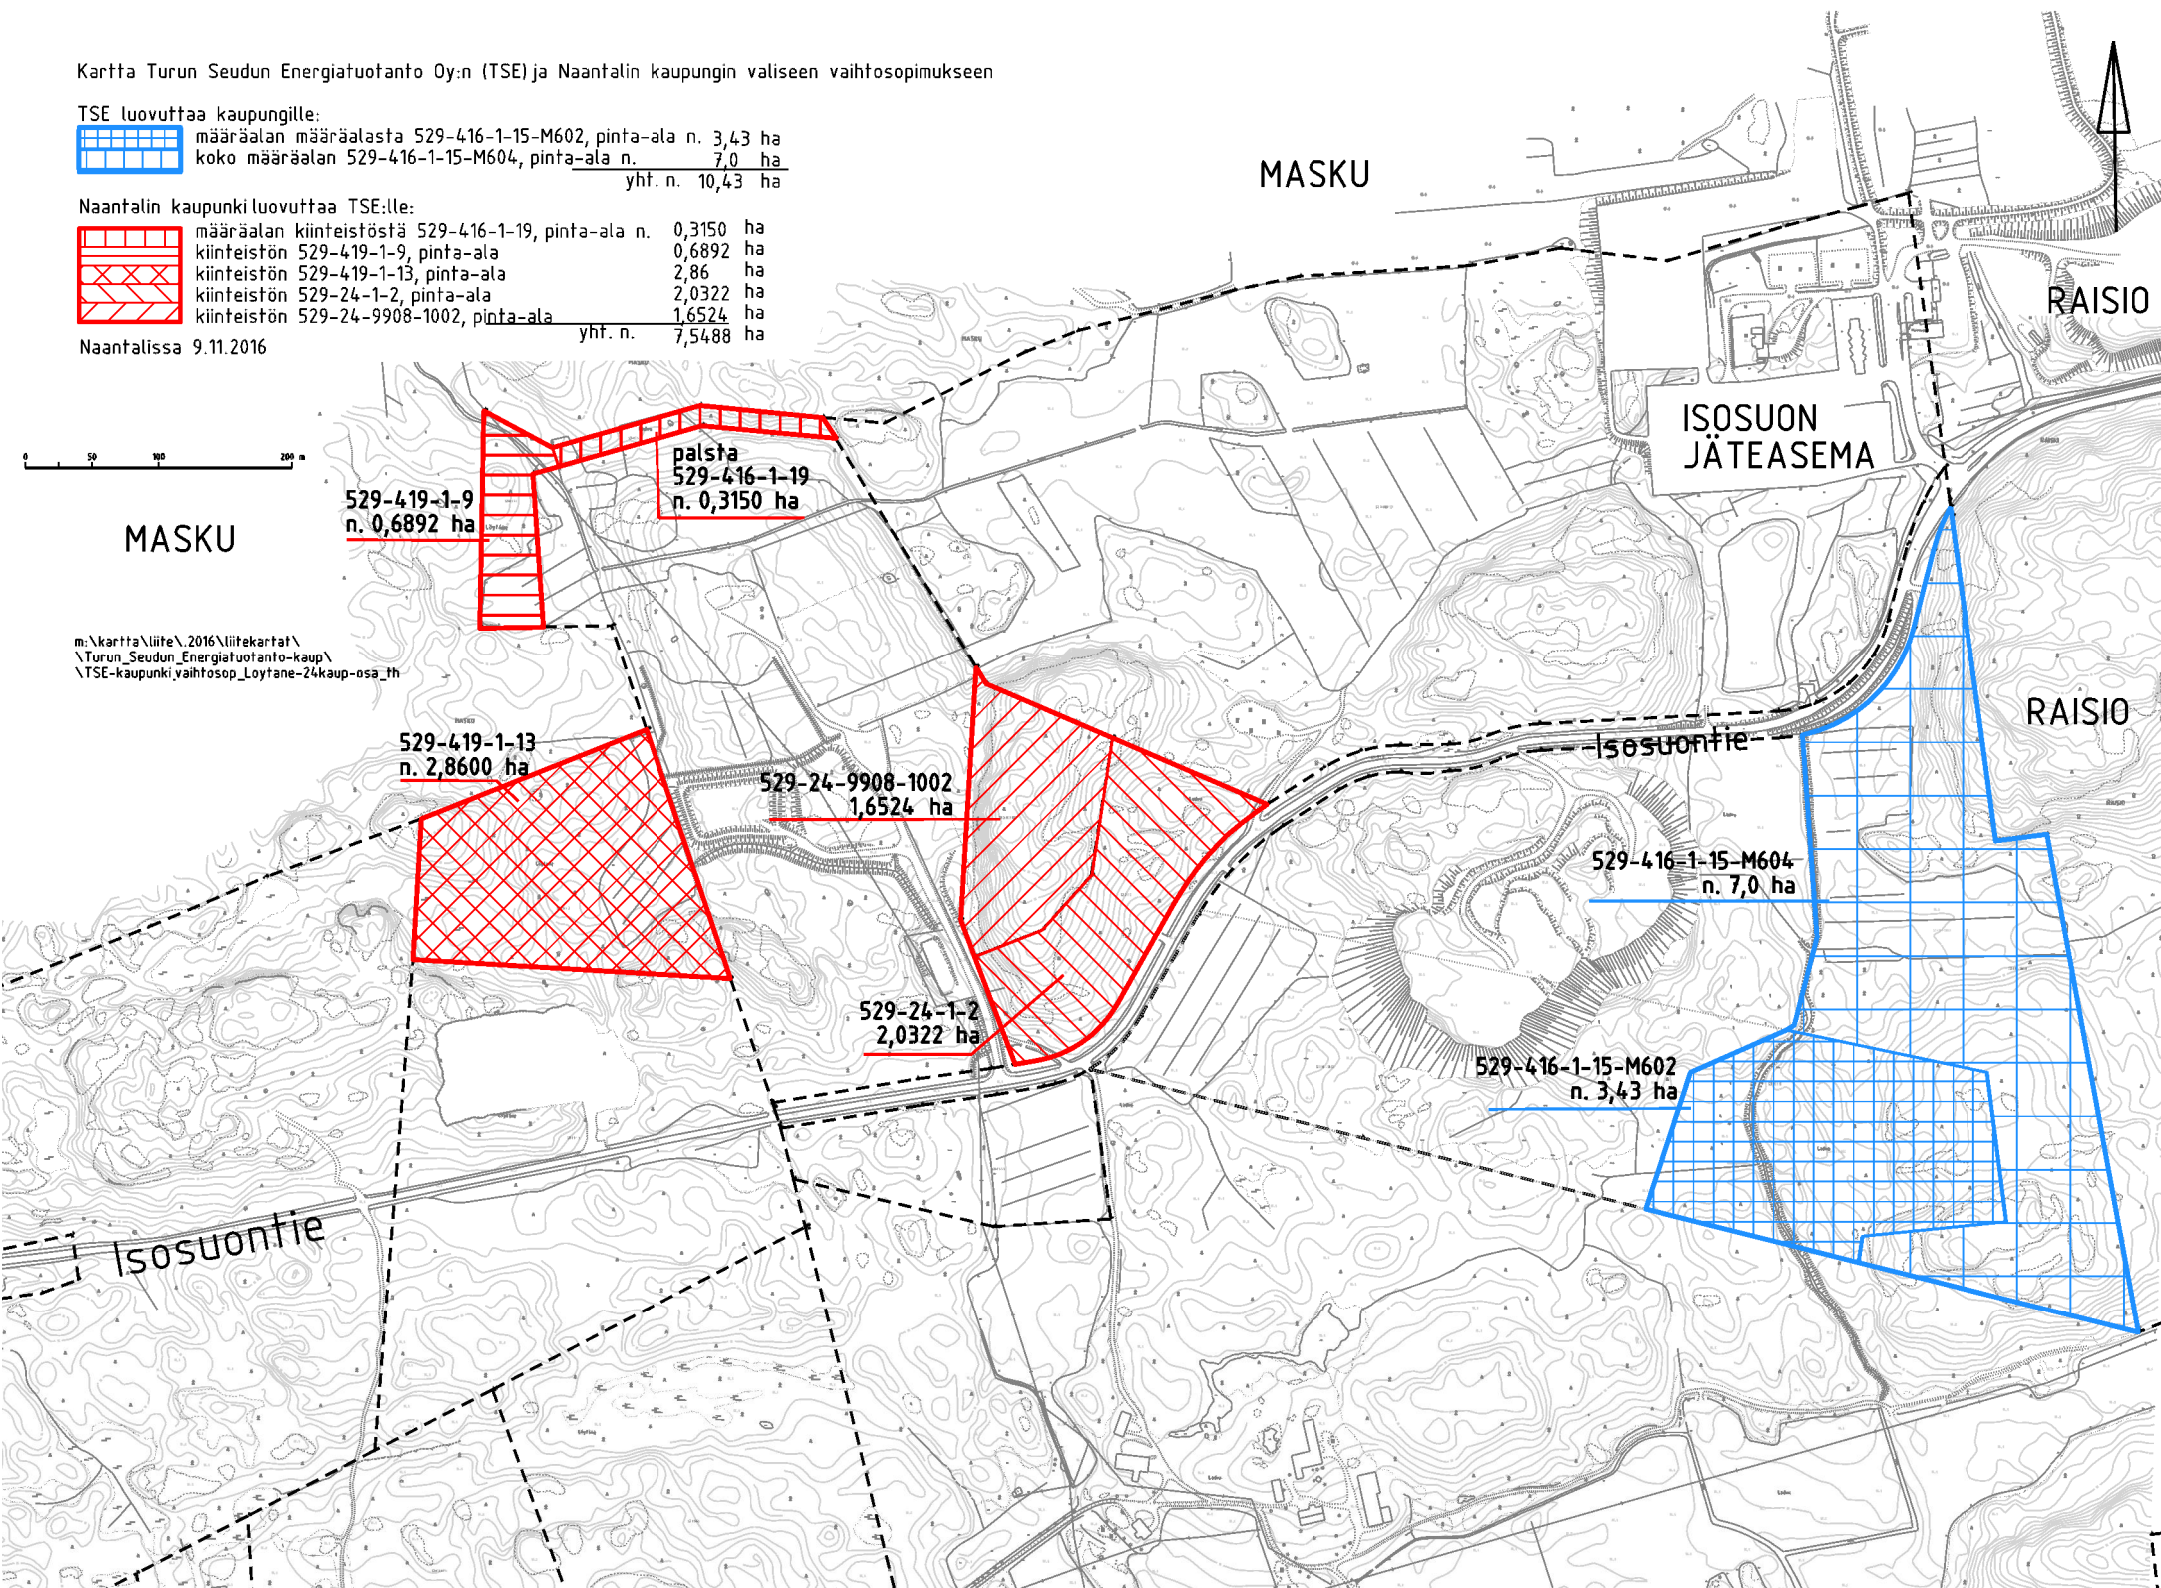 Kartta Turun Seudun Energiatuotanto Oy:n (TSE) ja Naantalin kaupungin valiseen vaihtosopimukseen
TSE luovuttaa kaupungille:
määräalan määräalasta 529-416-1-15-M602, pinta-ala n. 3,43 ha
koko määräalan 529-416-1-15-M604, pinta-ala n. 7,0 ha
yht. n. 10,43 ha
Naantalin kaupunki luovuttaa TSE:lle:
määräalan kiinteistöstä 529-416-1-19, pinta-ala n. 0,3150 ha
kiinteistön 529-419-1-9, pinta-ala 0,6892 ha
kiinteistön 529-419-1-13, pinta-ala 2,86 ha
kiinteistön 529-24-1-2, pinta-ala 2,0322 ha
kiinteistön 529-24-9908-1002, pinta-ala 1,6524 ha
yht. n. 7,5488 ha
Naantalissa 9.11.2016
MASKU
RAISIO
ISOSUON
JÄTEASEMA
0 50 100 200 m
palsta
529-416-1-19
n. 0,3150 ha
529-419-1-9
n. 0,6892 ha
MASKU
m:\kartta\liite\.2016\liitekartat\
\Turun_Seudun_Energiatuotanto-kaup\
\TSE-kaupunki_vaihtosop_Loytane-24kaup-osa_th
RAISIO
529-419-1-13
n. 2,8600 ha
Isosuontie
529-24-9908-1002
1,6524 ha
529-416-1-15-M604
n. 7,0 ha
529-24-1-2
2,0322 ha
529-416-1-15-M602
n. 3,43 ha
Isosuontie